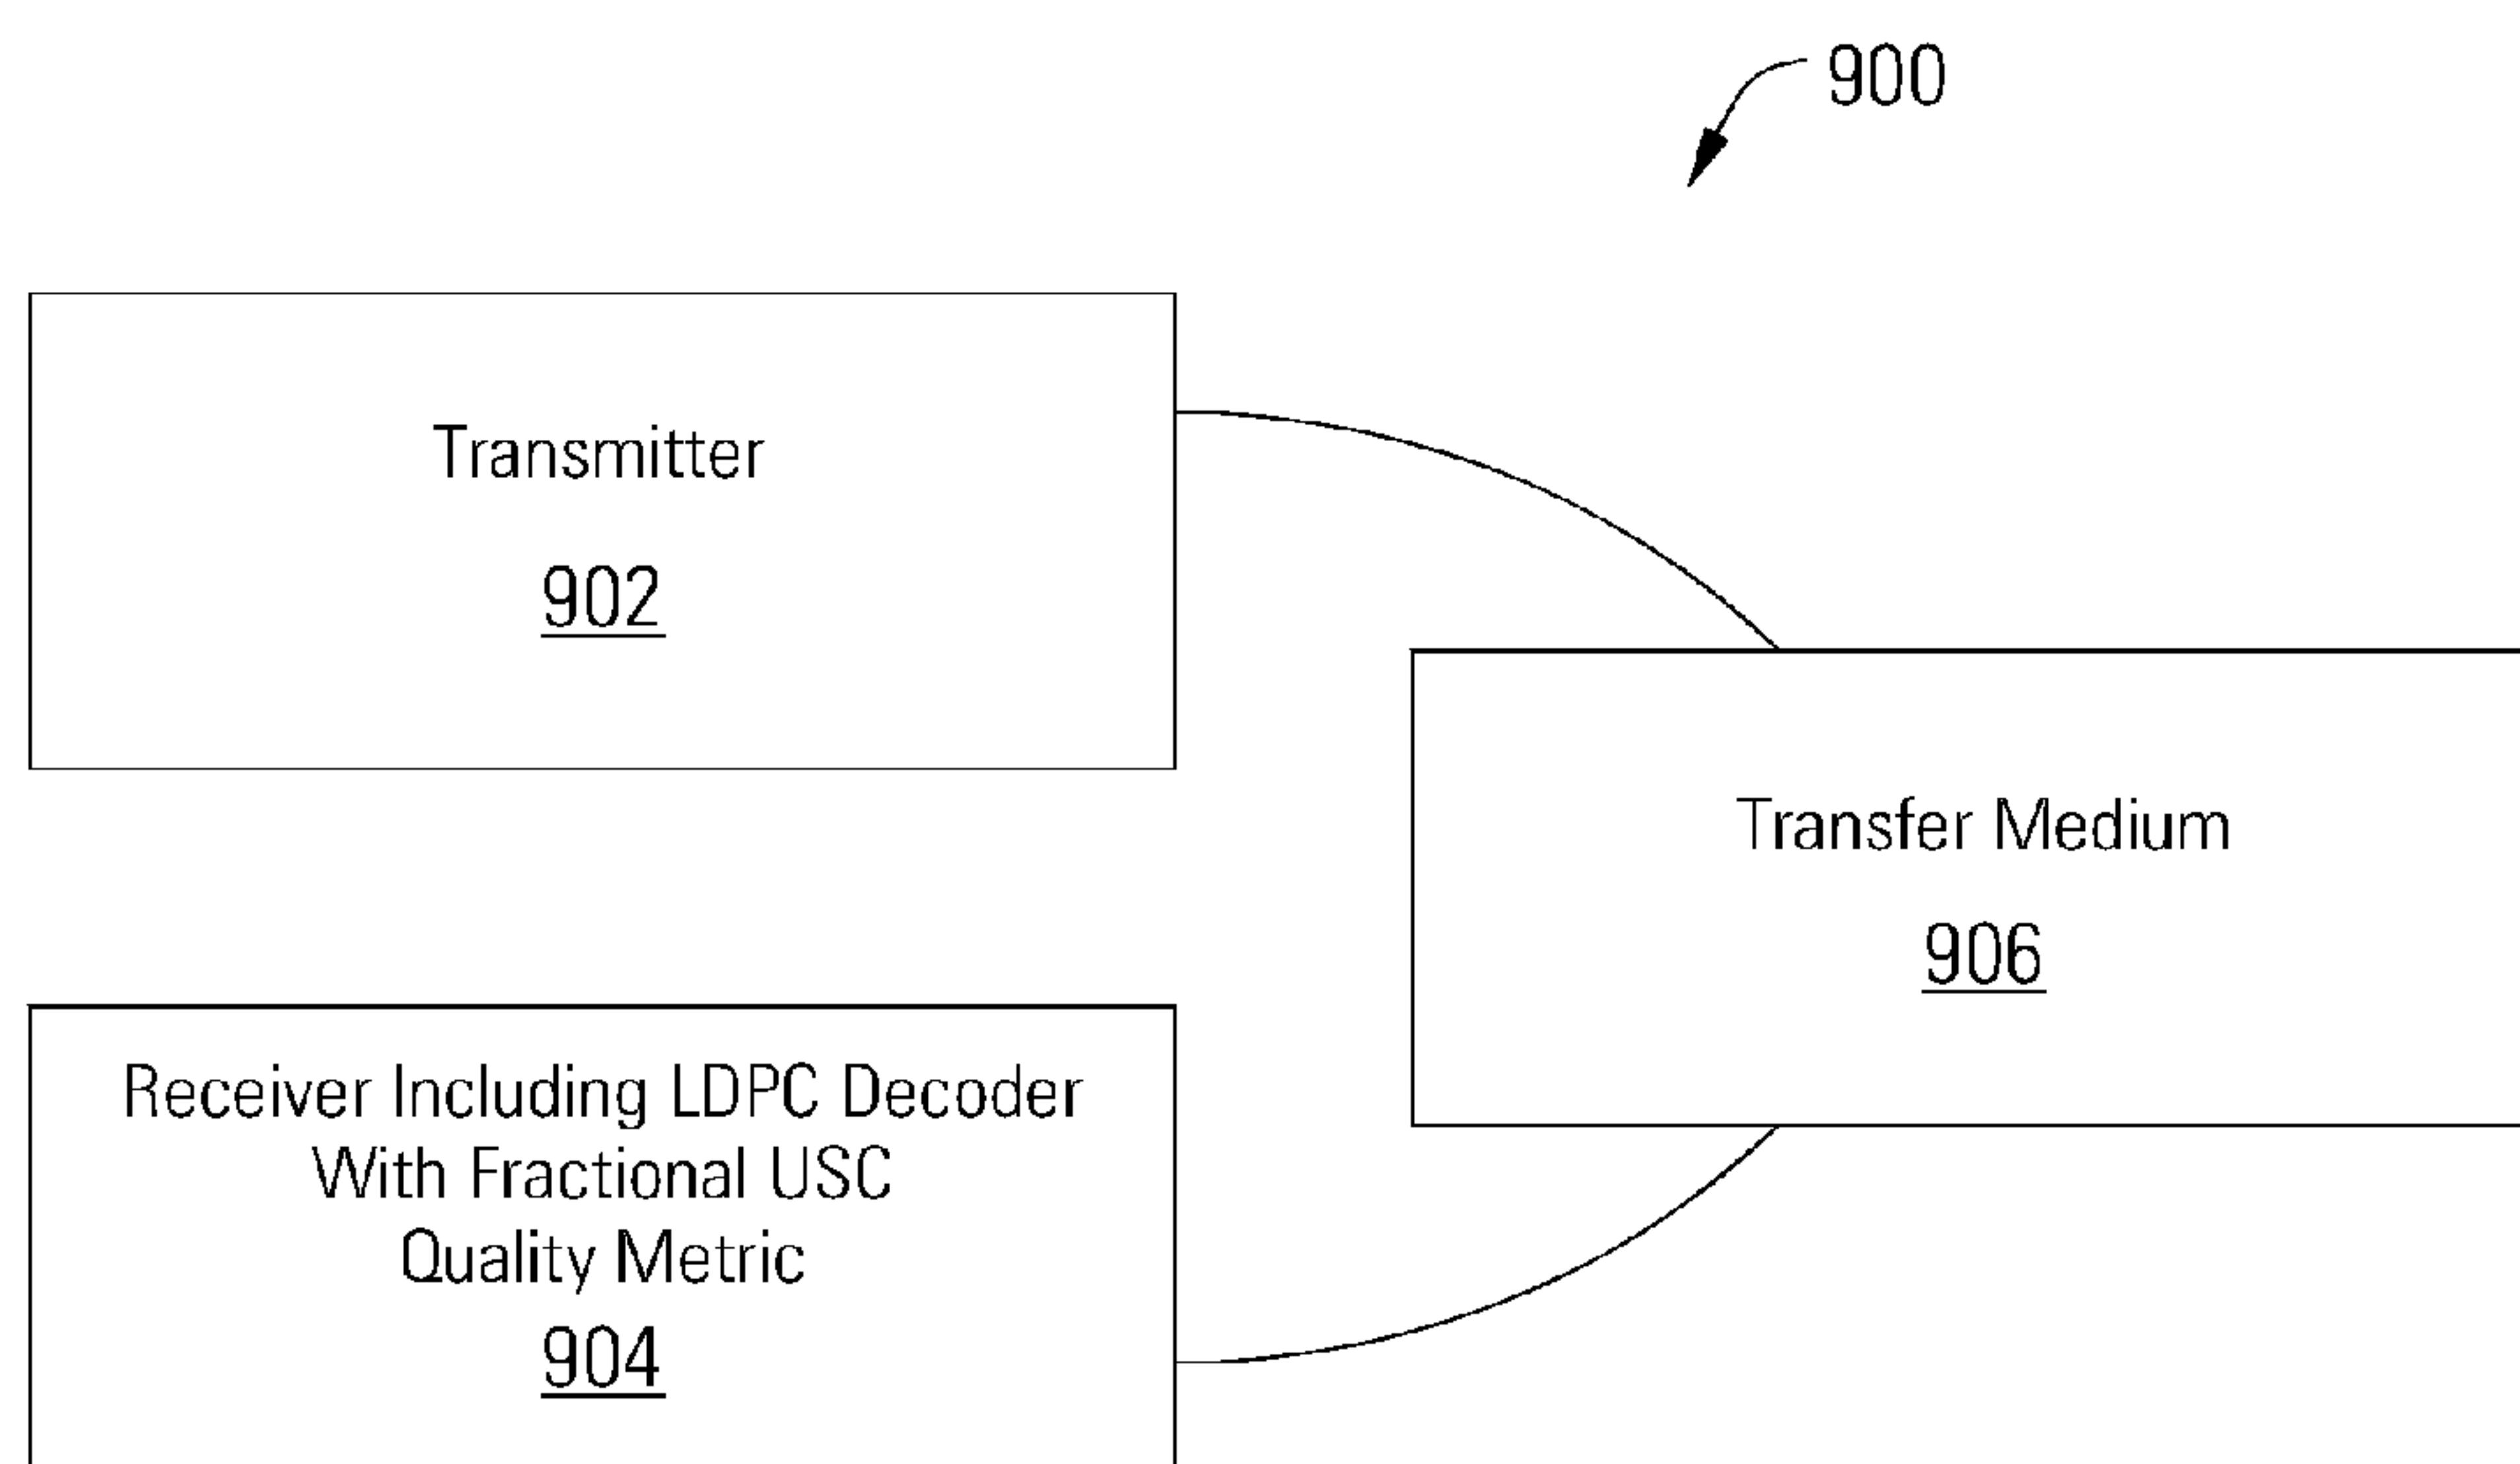 900
Transmitter
902
Transfer Medium
906
Receiver Including LDPC Decoder
With Fractional USC
Quality Metric
904